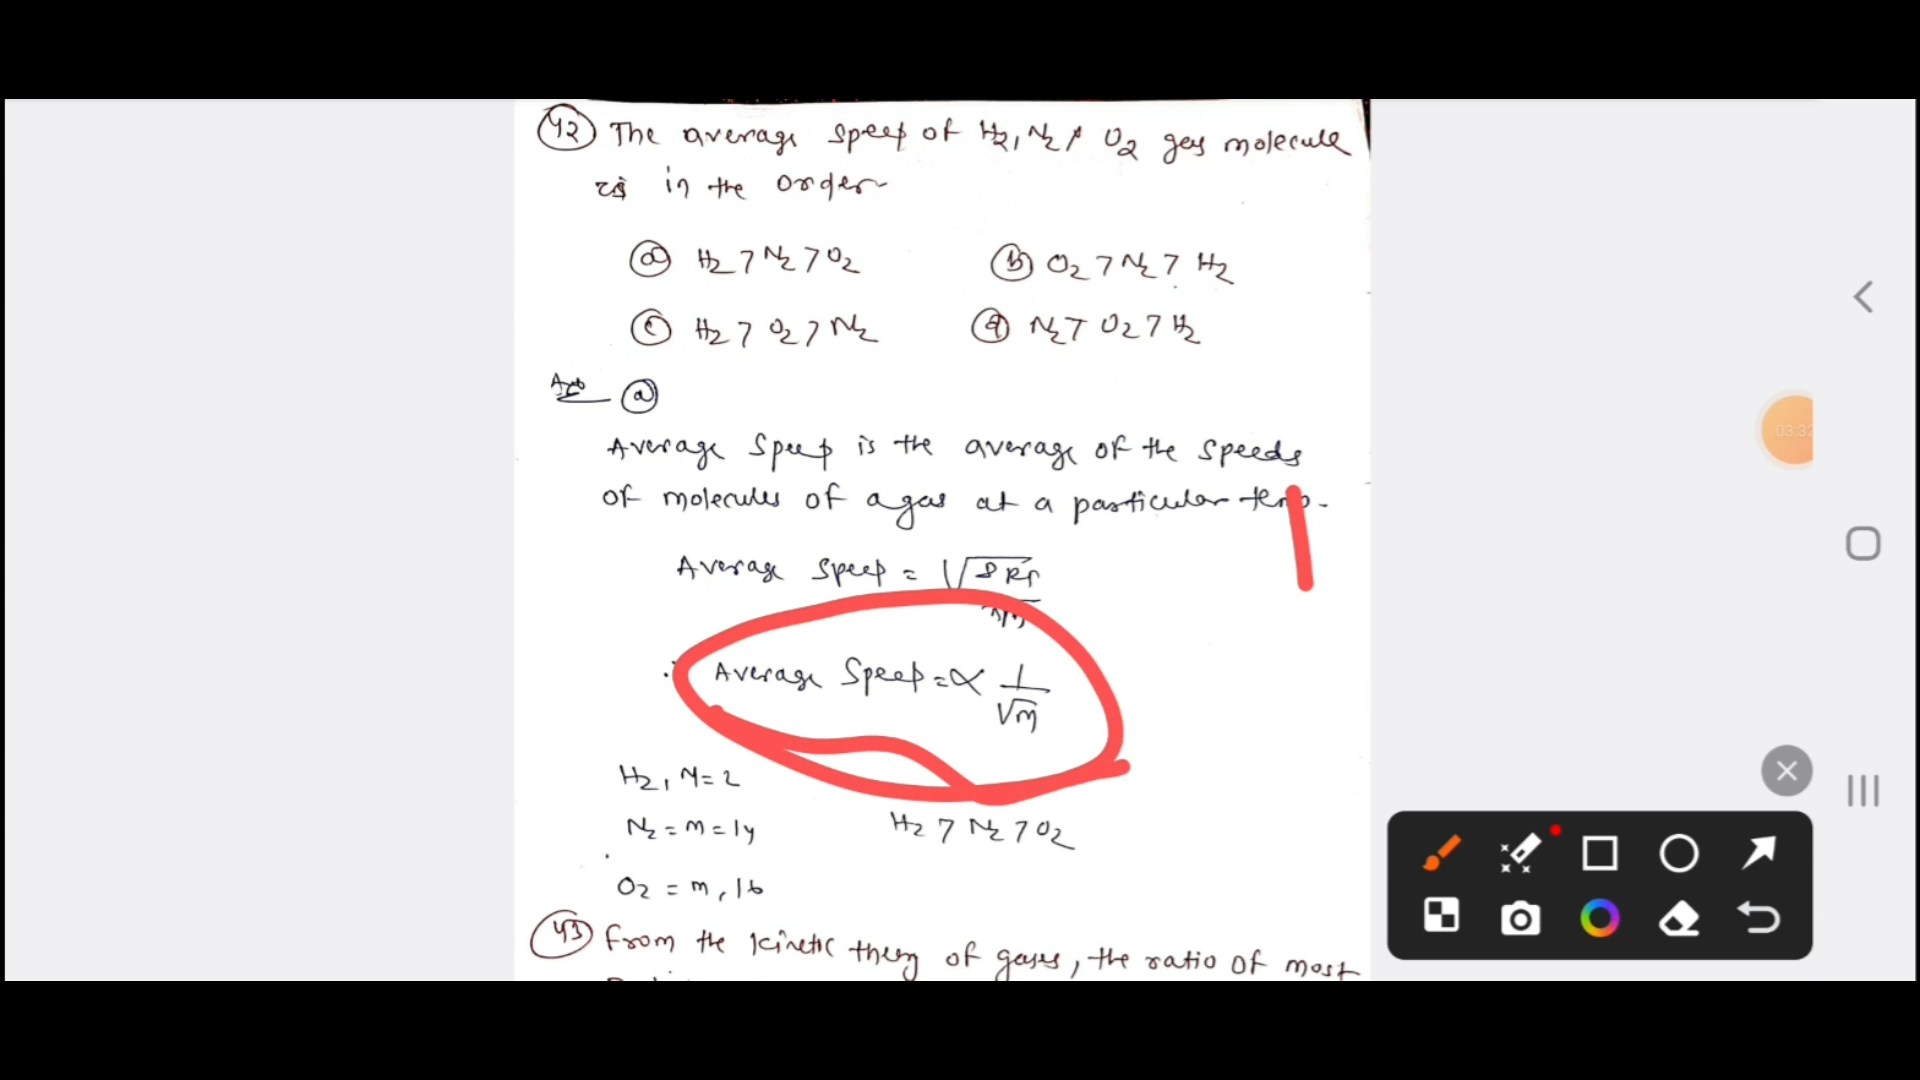 42 The average speed of H2, N2, O2 gas molecule
is in the order
a H2 > N2 > O2
b O2 > N2 > H2
c H2 > O2 > N2
d N2 > O2 > H2
Ans a
Average Speed is the average of the speeds
of molecules of a gas at a particular temp.
Average Speed = √8RT/πM
∴ Average Speed = ∝ 1/√m
H2, M=2
N2 = m = 14
H2 > N2 > O2
O2 = m, 16
43 From the kinetic theory of gases, the ratio of most
03:32